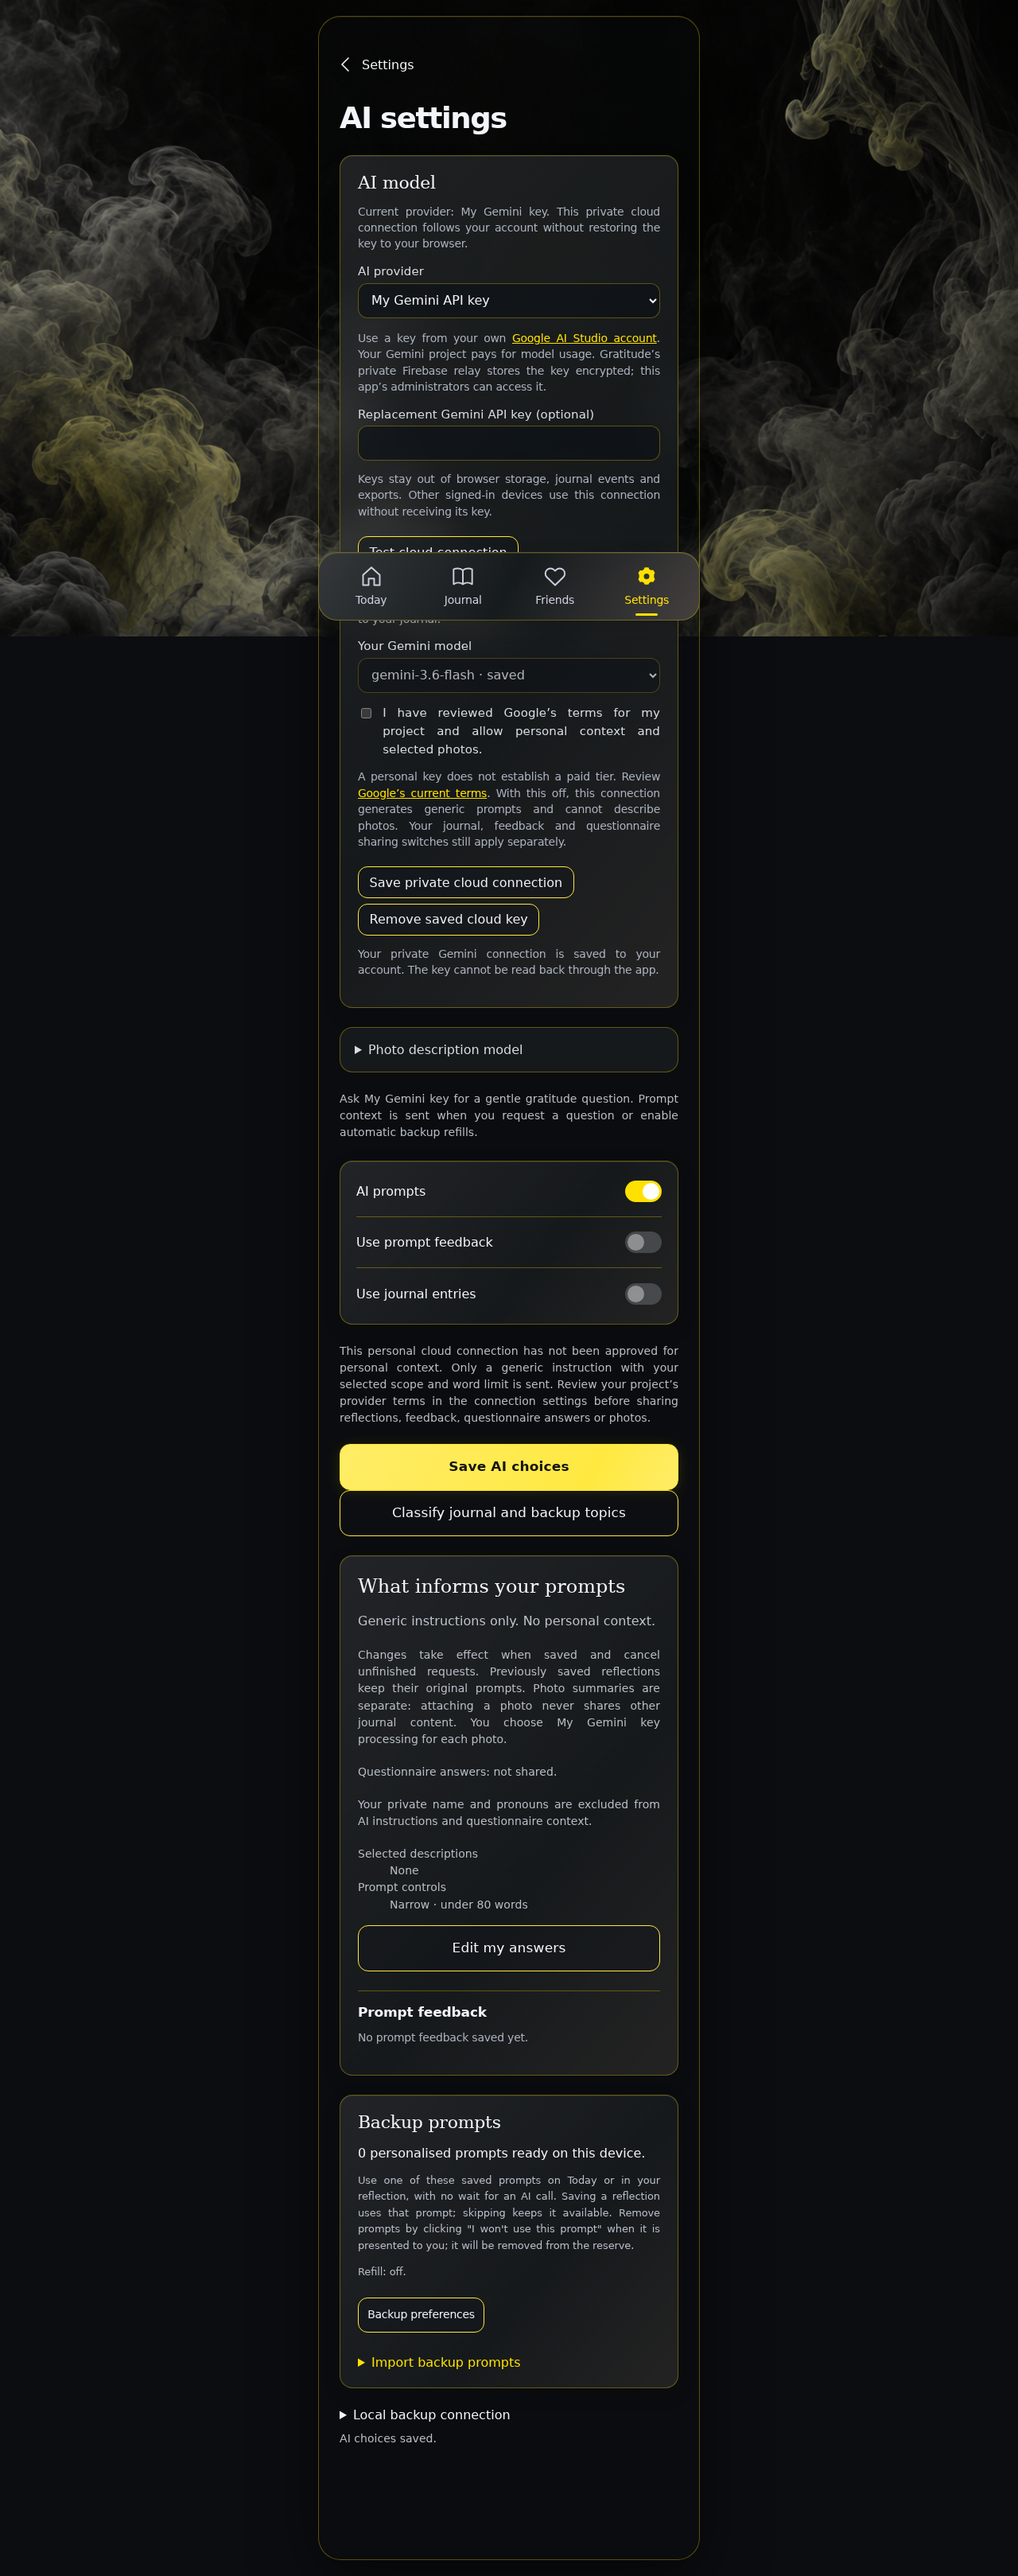 Settings
AI settings
AI model
Current provider: My Gemini key. This private cloud
connection follows your account without restoring the
key to your browser.
AI provider
My Gemini API key
Use a key from your own Google AI Studio account.
Your Gemini project pays for model usage. Gratitude’s
private Firebase relay stores the key encrypted; this
app’s administrators can access it.
Replacement Gemini API key (optional)
Keys stay out of browser storage, journal events and
exports. Other signed-in devices use this connection
without receiving its key.
Test cloud connection
Today
Journal
Friends
Settings
to your journal.
Your Gemini model
gemini-3.6-flash · saved
I have reviewed Google’s terms for my
project and allow personal context and
selected photos.
A personal key does not establish a paid tier. Review
Google’s current terms. With this off, this connection
generates generic prompts and cannot describe
photos. Your journal, feedback and questionnaire
sharing switches still apply separately.
Save private cloud connection
Remove saved cloud key
Your private Gemini connection is saved to your
account. The key cannot be read back through the app.
Photo description model
Ask My Gemini key for a gentle gratitude question. Prompt
context is sent when you request a question or enable
automatic backup refills.
AI prompts
Use prompt feedback
Use journal entries
This personal cloud connection has not been approved for
personal context. Only a generic instruction with your
selected scope and word limit is sent. Review your project’s
provider terms in the connection settings before sharing
reflections, feedback, questionnaire answers or photos.
Save AI choices
Classify journal and backup topics
What informs your prompts
Generic instructions only. No personal context.
Changes take effect when saved and cancel
unfinished requests. Previously saved reflections
keep their original prompts. Photo summaries are
separate: attaching a photo never shares other
journal content. You choose My Gemini key
processing for each photo.
Questionnaire answers: not shared.
Your private name and pronouns are excluded from
AI instructions and questionnaire context.
Selected descriptions
None
Prompt controls
Narrow · under 80 words
Edit my answers
Prompt feedback
No prompt feedback saved yet.
Backup prompts
0 personalised prompts ready on this device.
Use one of these saved prompts on Today or in your
reflection, with no wait for an AI call. Saving a reflection
uses that prompt; skipping keeps it available. Remove
prompts by clicking "I won't use this prompt" when it is
presented to you; it will be removed from the reserve.
Refill: off.
Backup preferences
Import backup prompts
Local backup connection
AI choices saved.